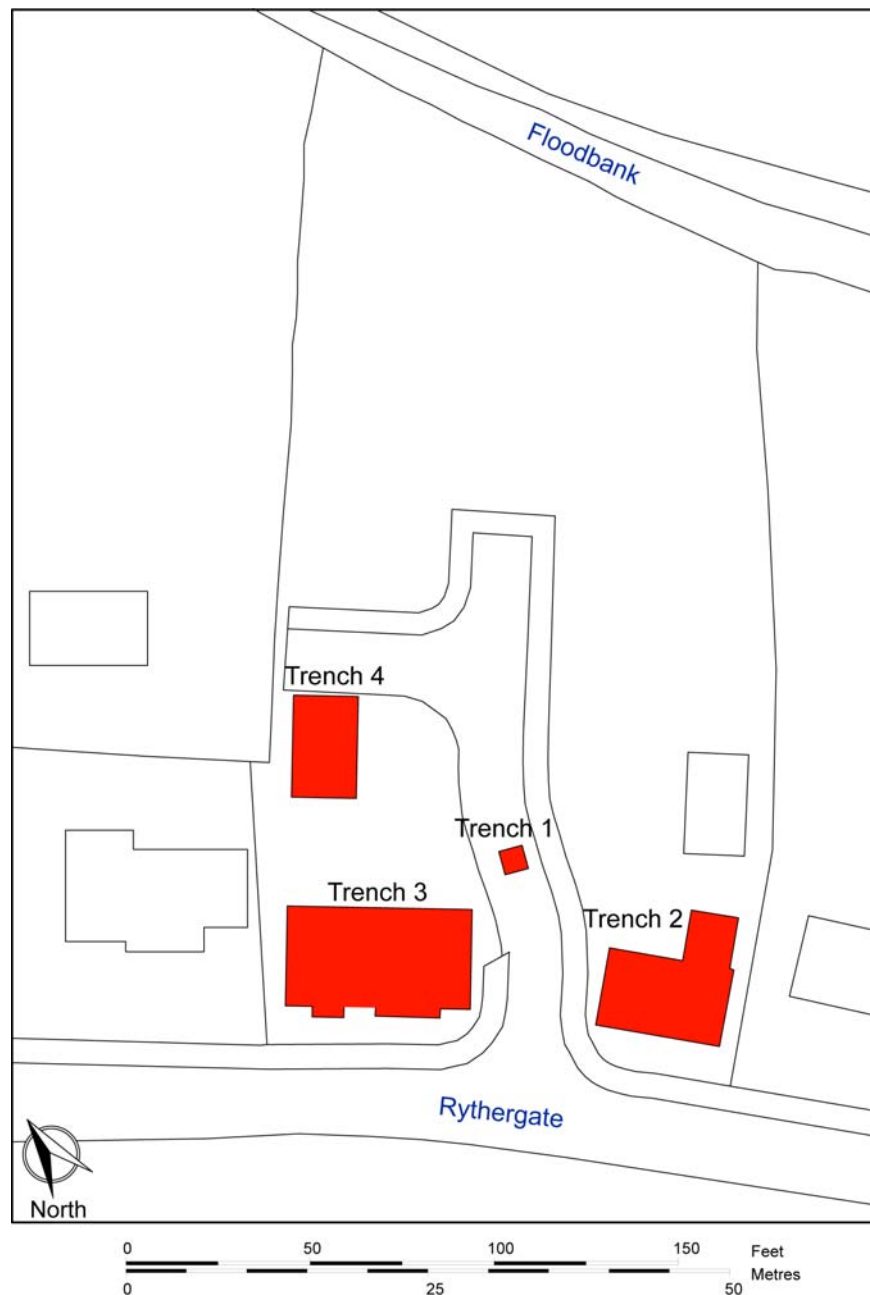 Floodbank
Trench 4
Trench 1
Trench 3
Trench 2
Rythergate
North
0 50 100 150 Feet
Metres
0 25 50